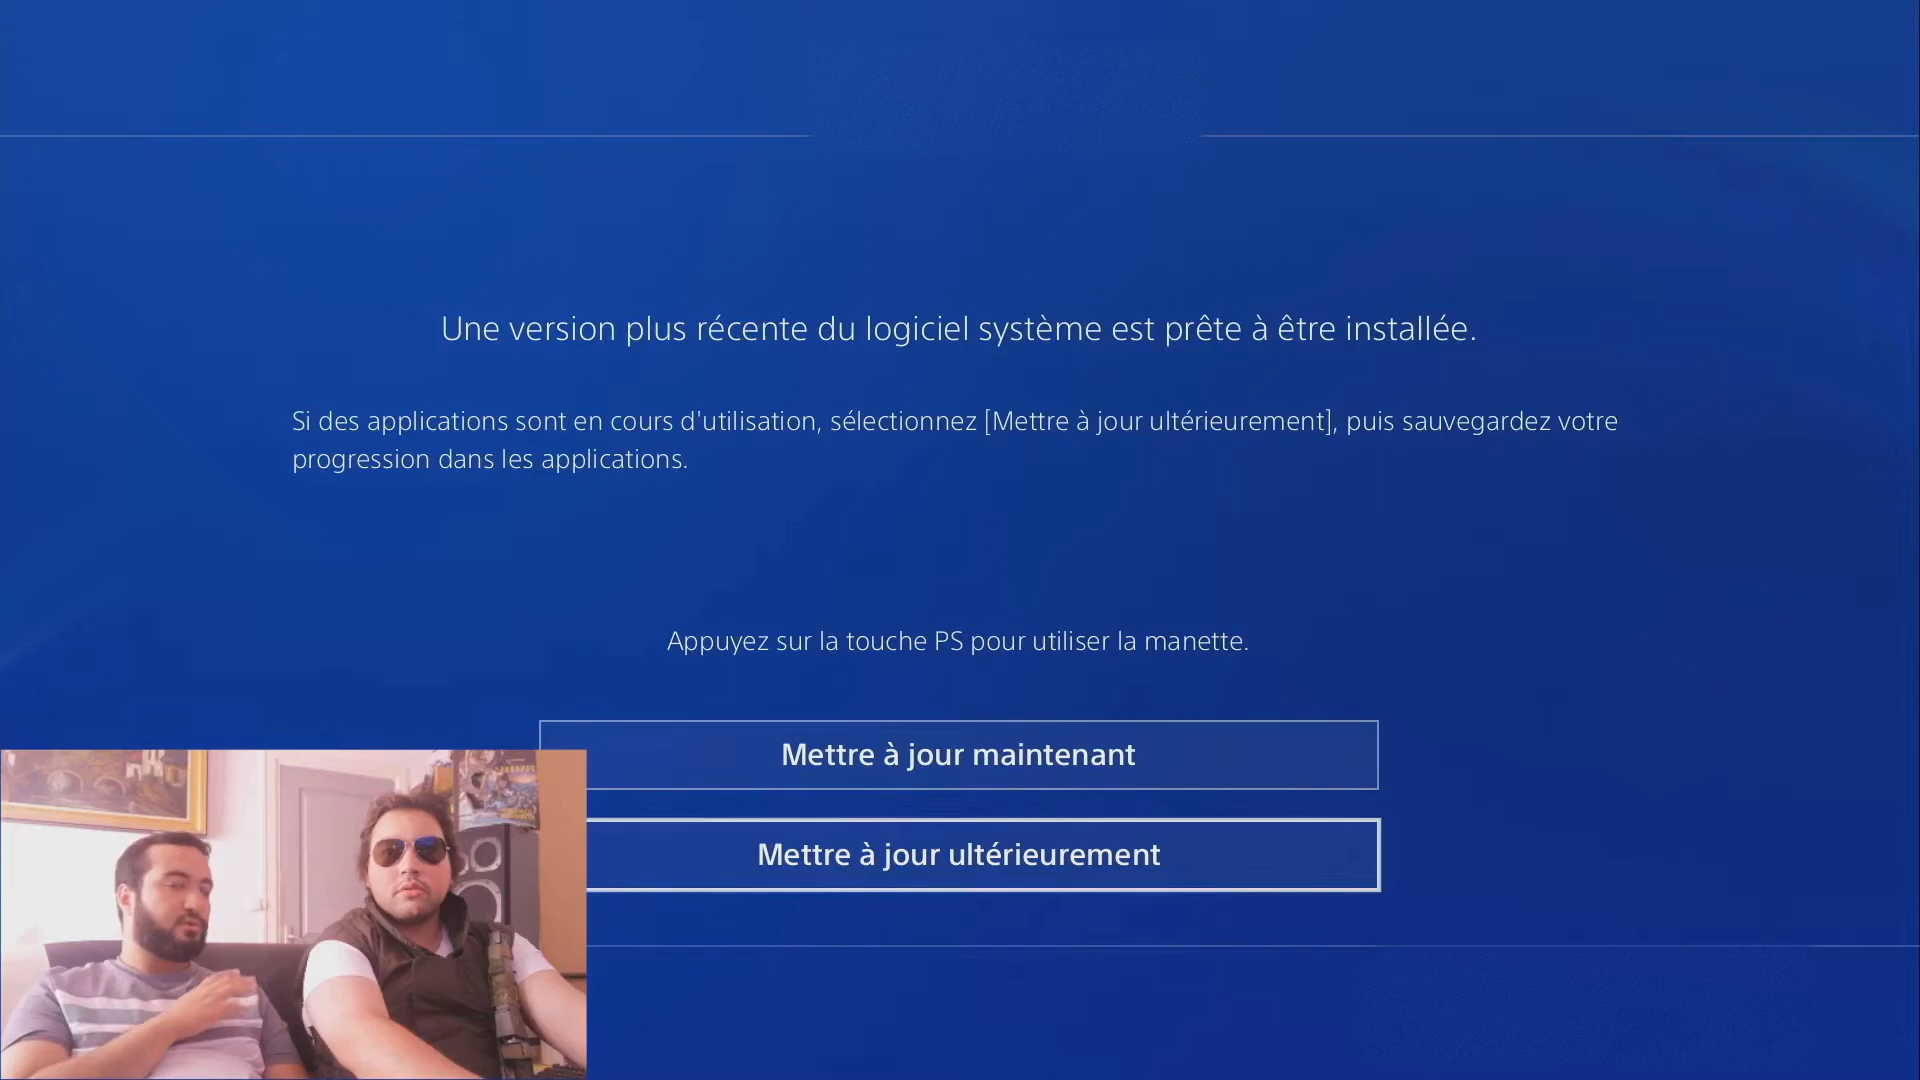 Une version plus récente du logiciel système est prête à être installée.
Si des applications sont en cours d'utilisation, sélectionnez [Mettre à jour ultérieurement], puis sauvegardez votre
progression dans les applications.
Appuyez sur la touche PS pour utiliser la manette.
Mettre à jour maintenant
Mettre à jour ultérieurement